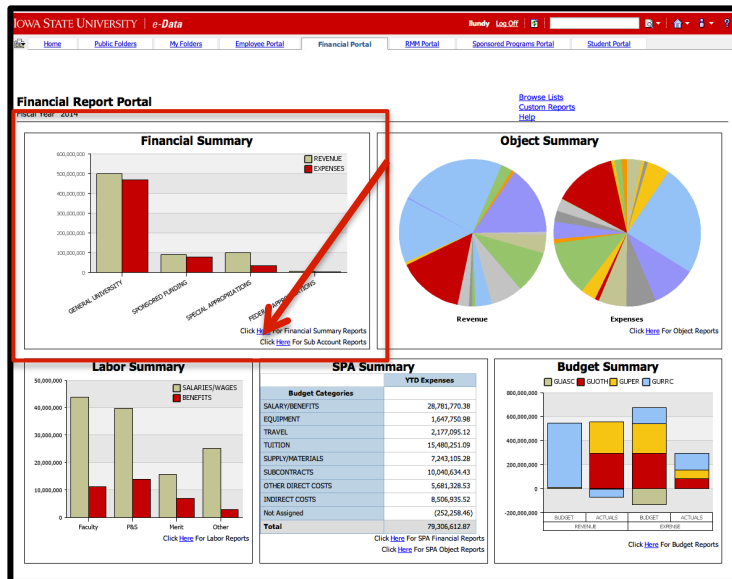 IOWA STATE UNIVERSITY | e-Data
llundy Log Off
Home Public Folders My Folders Employee Portal Financial Portal RMM Portal Sponsored Programs Portal Student Portal
Financial Report Portal
Fiscal Year 2014
Browse Lists
Custom Reports
Help
Financial Summary
REVENUE
EXPENSES
600,000,000
500,000,000
400,000,000
300,000,000
200,000,000
100,000,000
0
GENERAL UNIVERSITY
SPONSORED FUNDING
SPECIAL APPROPRIATIONS
FEDERAL APPROPRIATIONS
Click Here For Financial Summary Reports
Click Here For Sub Account Reports
Object Summary
Revenue
Expenses
Click Here For Object Reports
Labor Summary
SALARIES/WAGES
BENEFITS
50,000,000
40,000,000
30,000,000
20,000,000
10,000,000
0
Faculty P&S Merit Other
Click Here For Labor Reports
SPA Summary
YTD Expenses
Budget Categories
SALARY/BENEFITS 28,781,770.38
EQUIPMENT 1,647,750.98
TRAVEL 2,177,095.12
TUITION 15,480,251.09
SUPPLY/MATERIALS 7,243,105.28
SUBCONTRACTS 10,040,634.43
OTHER DIRECT COSTS 5,681,328.53
INDIRECT COSTS 8,506,935.52
Not Assigned (252,258.46)
Total 79,306,612.87
Click Here For SPA Financial Reports
Click Here For SPA Object Reports
Budget Summary
GUASC GUOTH GUPER GURRC
800,000,000
600,000,000
400,000,000
200,000,000
0
-200,000,000
BUDGET ACTUALS BUDGET ACTUALS
REVENUE EXPENSE
Click Here For Budget Reports